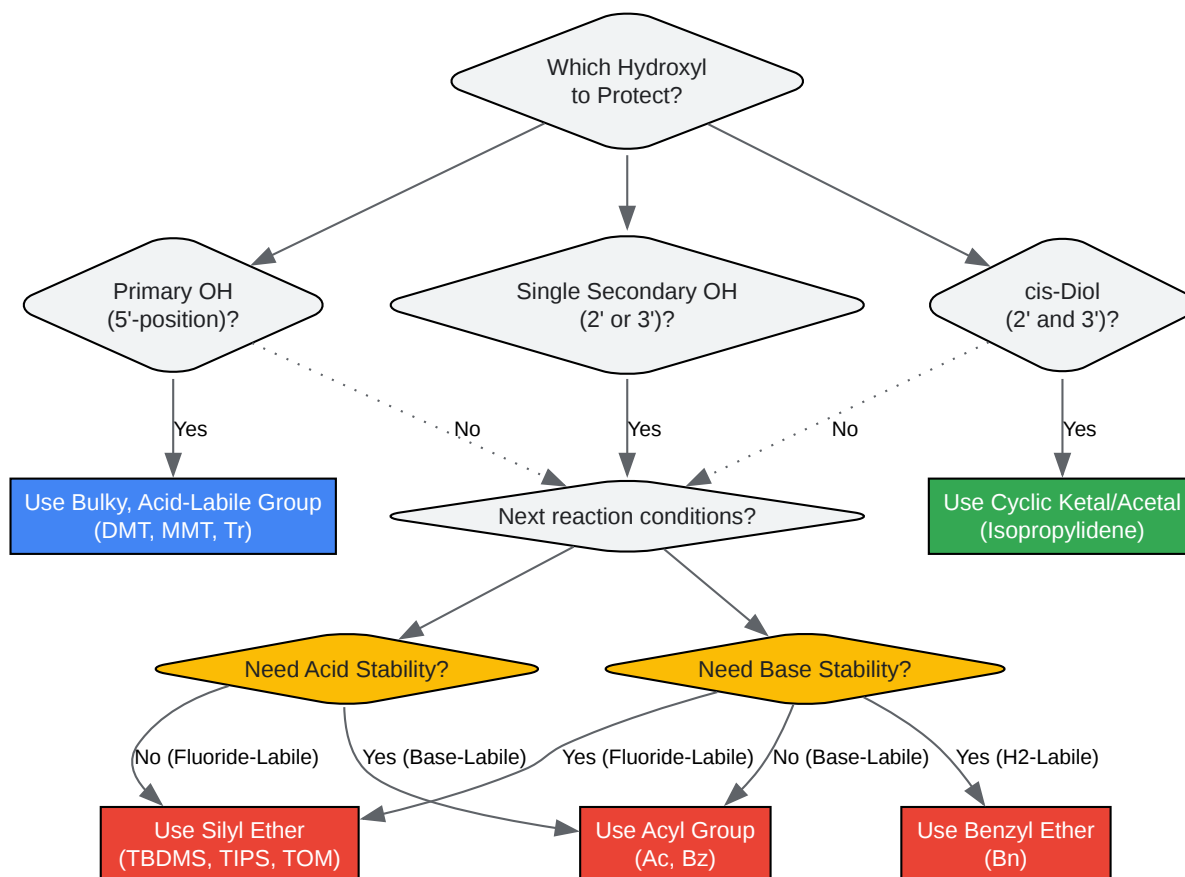 Which Hydroxyl
to Protect?
Primary OH
(5'-position)?
Single Secondary OH
(2' or 3')?
cis-Diol
(2' and 3')?
Yes
No
Yes
No
Yes
Use Bulky, Acid-Labile Group
(DMT, MMT, Tr)
Next reaction conditions?
Use Cyclic Ketal/Acetal
(Isopropylidene)
Need Acid Stability?
Need Base Stability?
No (Fluoride-Labile)
Yes (Base-Labile)
Yes (Fluoride-Labile)
No (Base-Labile)
Yes (H2-Labile)
Use Silyl Ether
(TBDMS, TIPS, TOM)
Use Acyl Group
(Ac, Bz)
Use Benzyl Ether
(Bn)